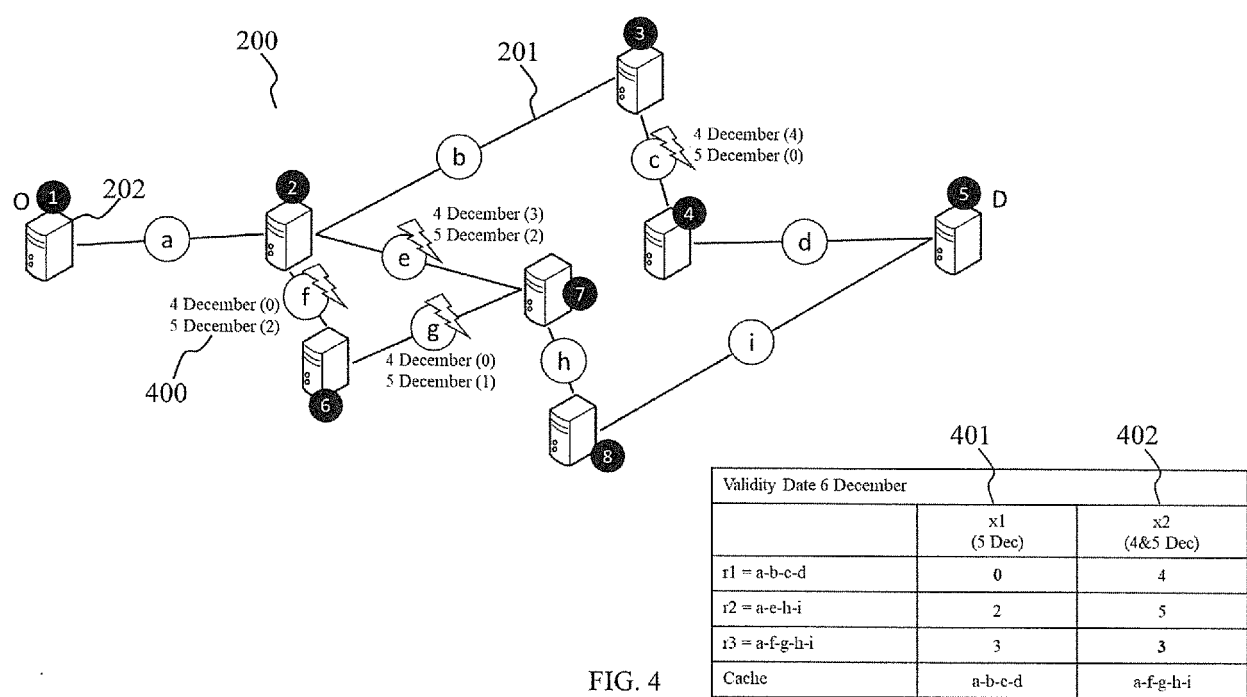 200
201
3
4 December (4)
5 December (0)
c
b
O 1 202
2
5 D
4
a
4 December (3)
5 December (2)
e
d
f
7
4 December (0)
5 December (2)
g
i
h
4 December (0)
5 December (1)
400
6
8
401 402
Validity Date 6 December
x1 (5 Dec) x2 (4&5 Dec)
r1 = a-b-c-d 0 4
r2 = a-e-h-i 2 5
r3 = a-f-g-h-i 3 3
Cache a-b-c-d a-f-g-h-i
FIG. 4